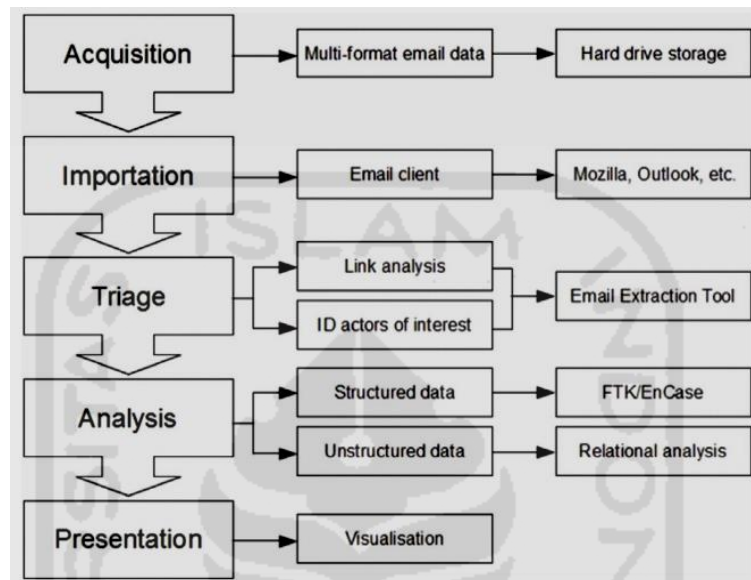 Acquisition
Multi-format email data
Hard drive storage
Importation
Email client
Mozilla, Outlook, etc.
ISLAM
Triage
Link analysis
ID actors of interest
Email Extraction Tool
Analysis
Structured data
FTK/EnCase
Unstructured data
Relational analysis
Presentation
Visualisation